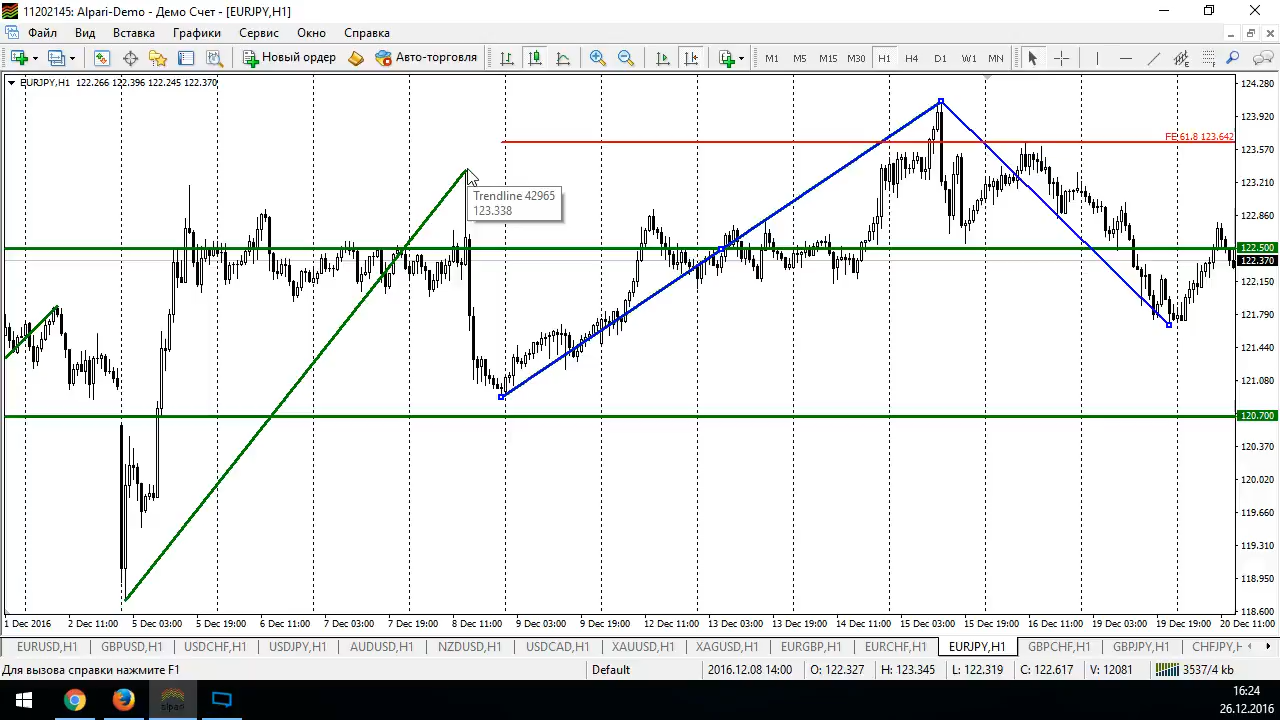 11202145: Alpari-Demo - Демо Счет - [EURJPY,H1]
Файл Вид Вставка Графики Сервис Окно Справка
Новый ордер Авто-торговля M1 M5 M15 M30 H1 H4 D1 W1 MN
EURJPY,H1 122.266 122.396 122.245 122.370
124.280
123.920
FE 61.8 123.642
123.570
123.210
Trendline 42965
123.338
122.860
122.500
122.370
122.150
121.790
121.440
121.080
120.700
120.370
120.020
119.660
119.310
118.950
118.600
1 Dec 2016 2 Dec 11:00 5 Dec 03:00 5 Dec 19:00 6 Dec 11:00 7 Dec 03:00 7 Dec 19:00 8 Dec 11:00 9 Dec 03:00 9 Dec 19:00 12 Dec 11:00 13 Dec 03:00 13 Dec 19:00 14 Dec 11:00 15 Dec 03:00 15 Dec 19:00 16 Dec 11:00 19 Dec 03:00 19 Dec 19:00 20 Dec 11:00
EURUSD,H1 GBPUSD,H1 USDCHF,H1 USDJPY,H1 AUDUSD,H1 NZDUSD,H1 USDCAD,H1 XAUUSD,H1 XAGUSD,H1 EURGBP,H1 EURCHF,H1 EURJPY,H1 GBPCHF,H1 GBPJPY,H1 CHFJPY,H
Для вызова справки нажмите F1 Default 2016.12.08 14:00 O: 122.327 H: 123.345 L: 122.319 C: 122.617 V: 12081 3537/4 kb
alpari
16:24
26.12.2016